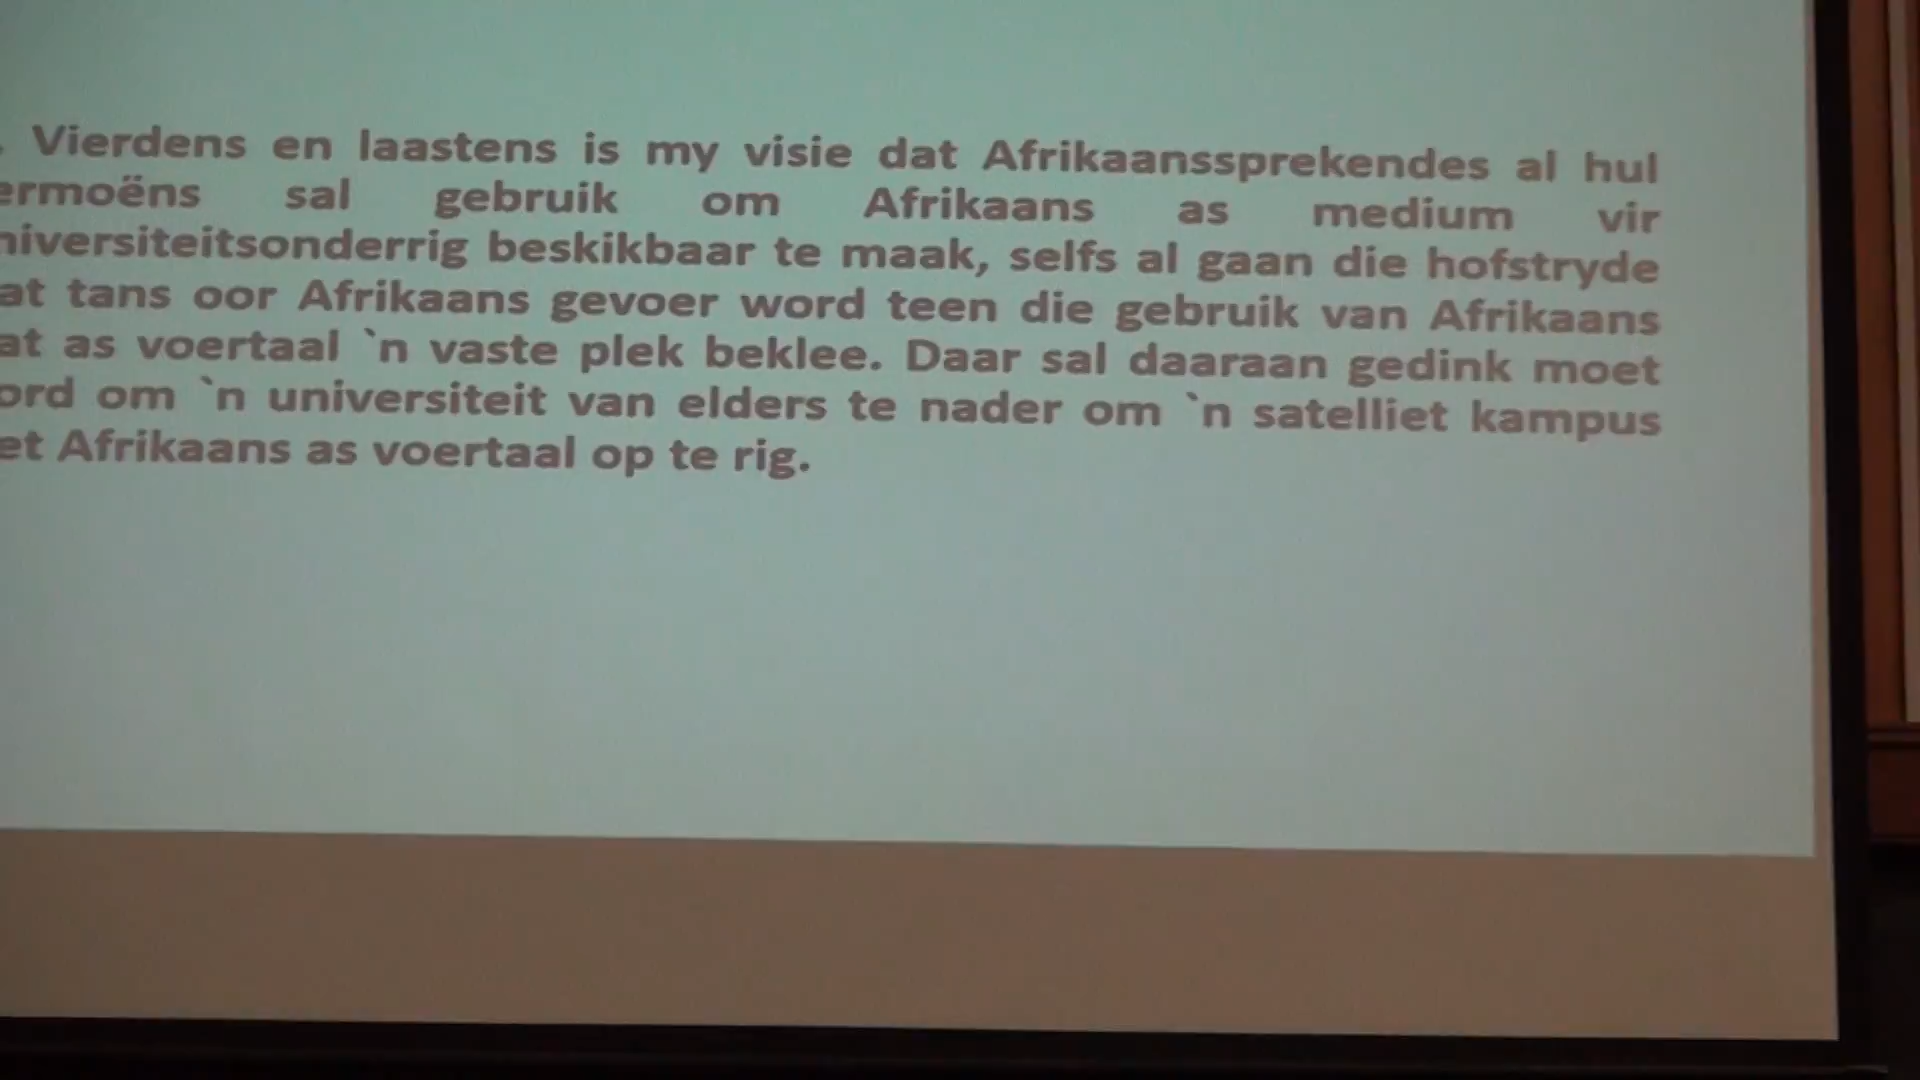 . Vierdens en laastens is my visie dat Afrikaanssprekendes al hul
ermoëns sal gebruik om Afrikaans as medium vir
niversiteitsonderrig beskikbaar te maak, selfs al gaan die hofstryde
at tans oor Afrikaans gevoer word teen die gebruik van Afrikaans
at as voertaal `n vaste plek beklee. Daar sal daaraan gedink moet
ord om `n universiteit van elders te nader om `n satelliet kampus
et Afrikaans as voertaal op te rig.